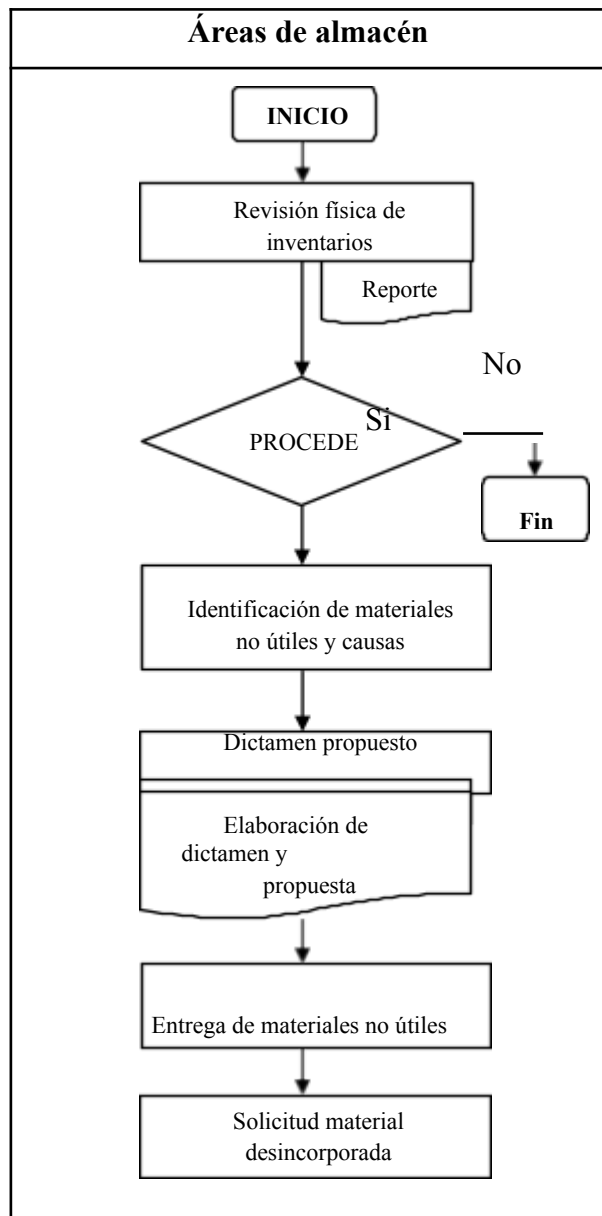 Áreas de almacén
INICIO
Revisión física de
inventarios
Reporte
No
Si
PROCEDE
Fin
Identificación de materiales
no útiles y causas
Dictamen propuesto
Elaboración de
dictamen y
propuesta
Entrega de materiales no útiles
Solicitud material
desincorporada